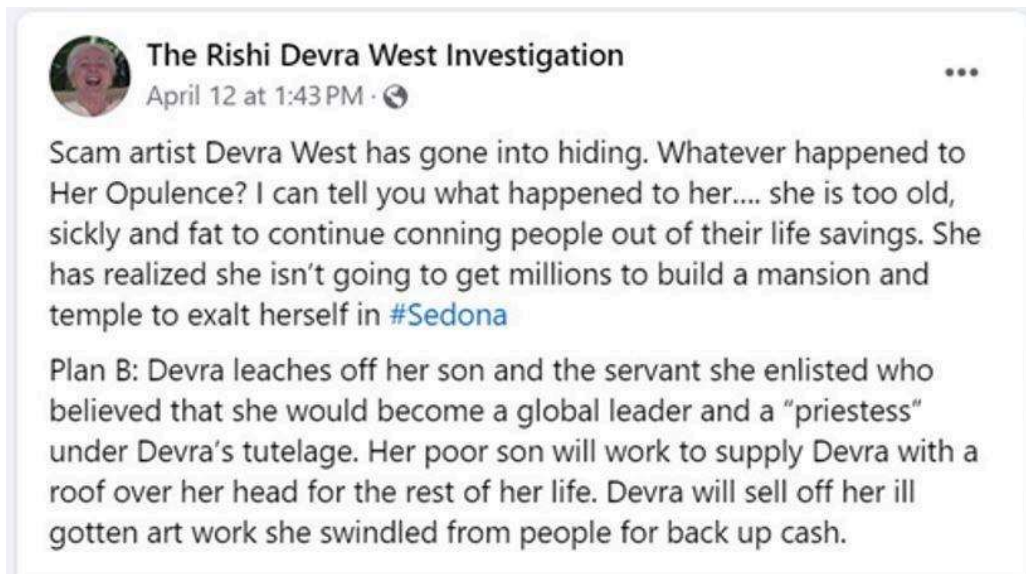 The Rishi Devra West Investigation
April 12 at 1:43 PM ·
Scam artist Devra West has gone into hiding. Whatever happened to
Her Opulence? I can tell you what happened to her.... she is too old,
sickly and fat to continue conning people out of their life savings. She
has realized she isn't going to get millions to build a mansion and
temple to exalt herself in #Sedona
Plan B: Devra leaches off her son and the servant she enlisted who
believed that she would become a global leader and a “priestess”
under Devra's tutelage. Her poor son will work to supply Devra with a
roof over her head for the rest of her life. Devra will sell off her ill
gotten art work she swindled from people for back up cash.